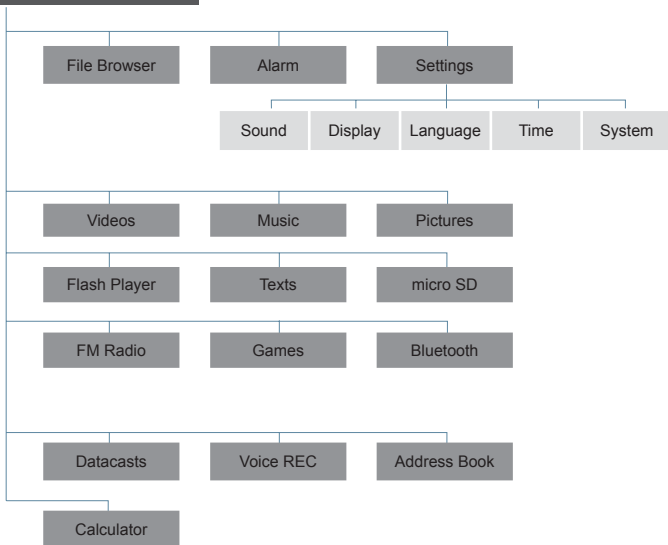 File Browser Alarm Settings
Sound Display Language Time System
Videos Music Pictures
Flash Player Texts micro SD
FM Radio Games Bluetooth
Datacasts Voice REC Address Book
Calculator